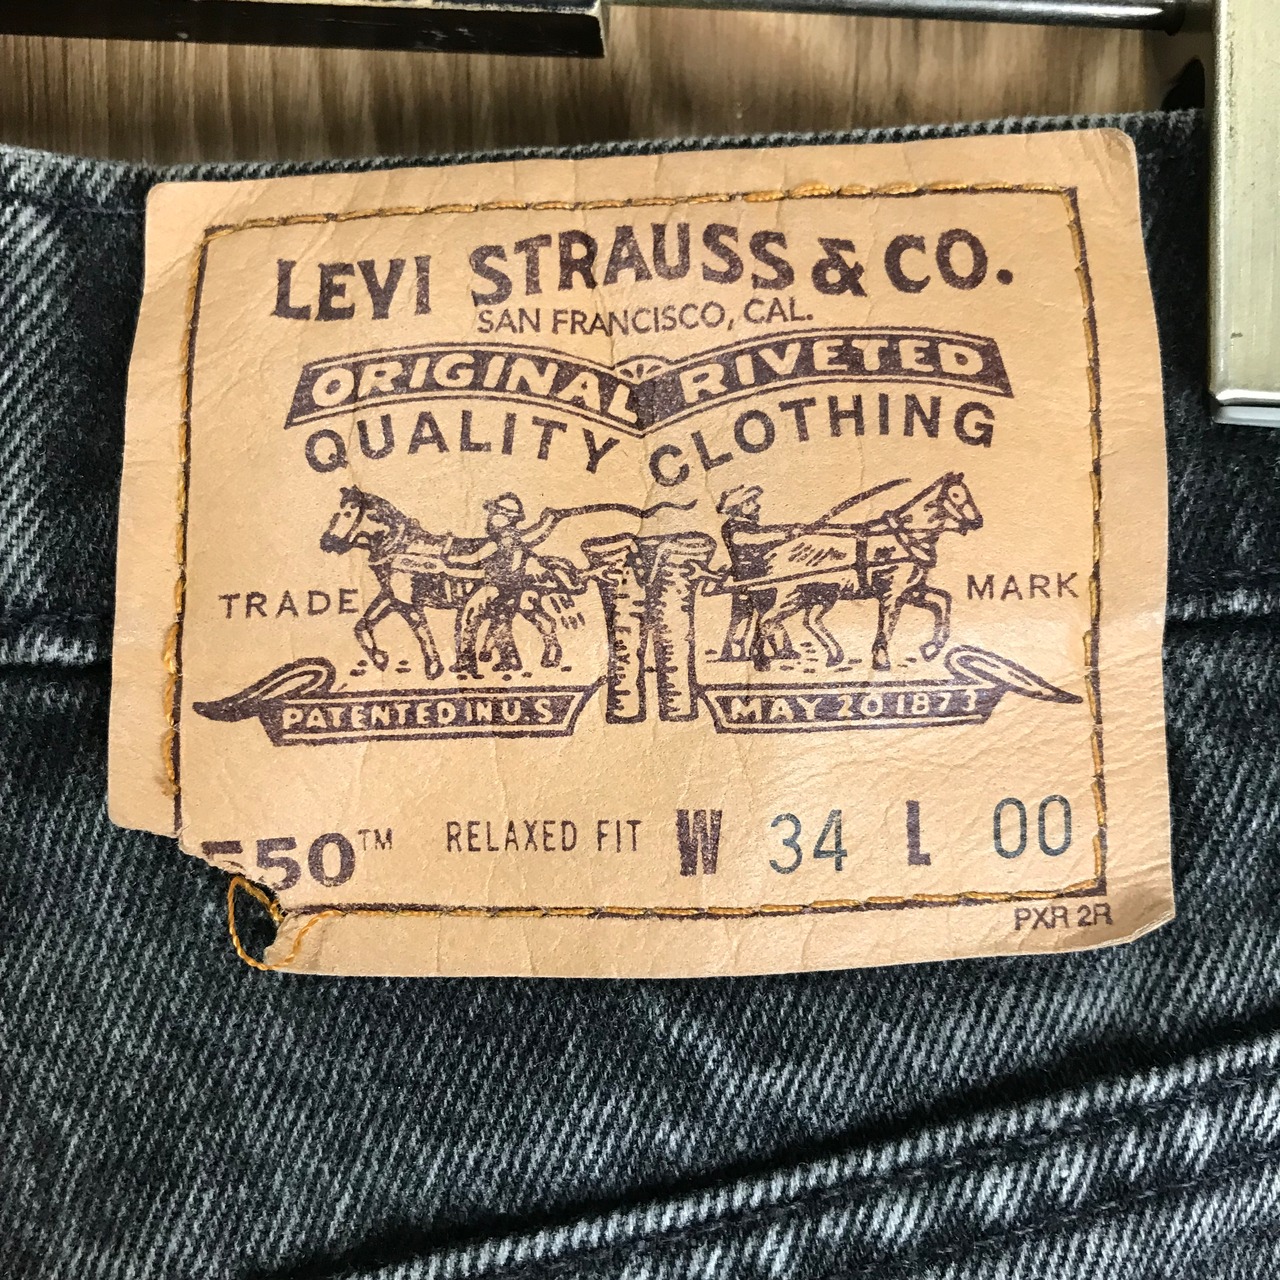 LEVI STRAUSS & CO.
SAN FRANCISCO, CAL.
ORIGINAL RIVETED
QUALITY CLOTHING
TRADE MARK
PATENTED IN U.S MAY 20 1873
550™ RELAXED FIT W 34 L 00
PXR 2R